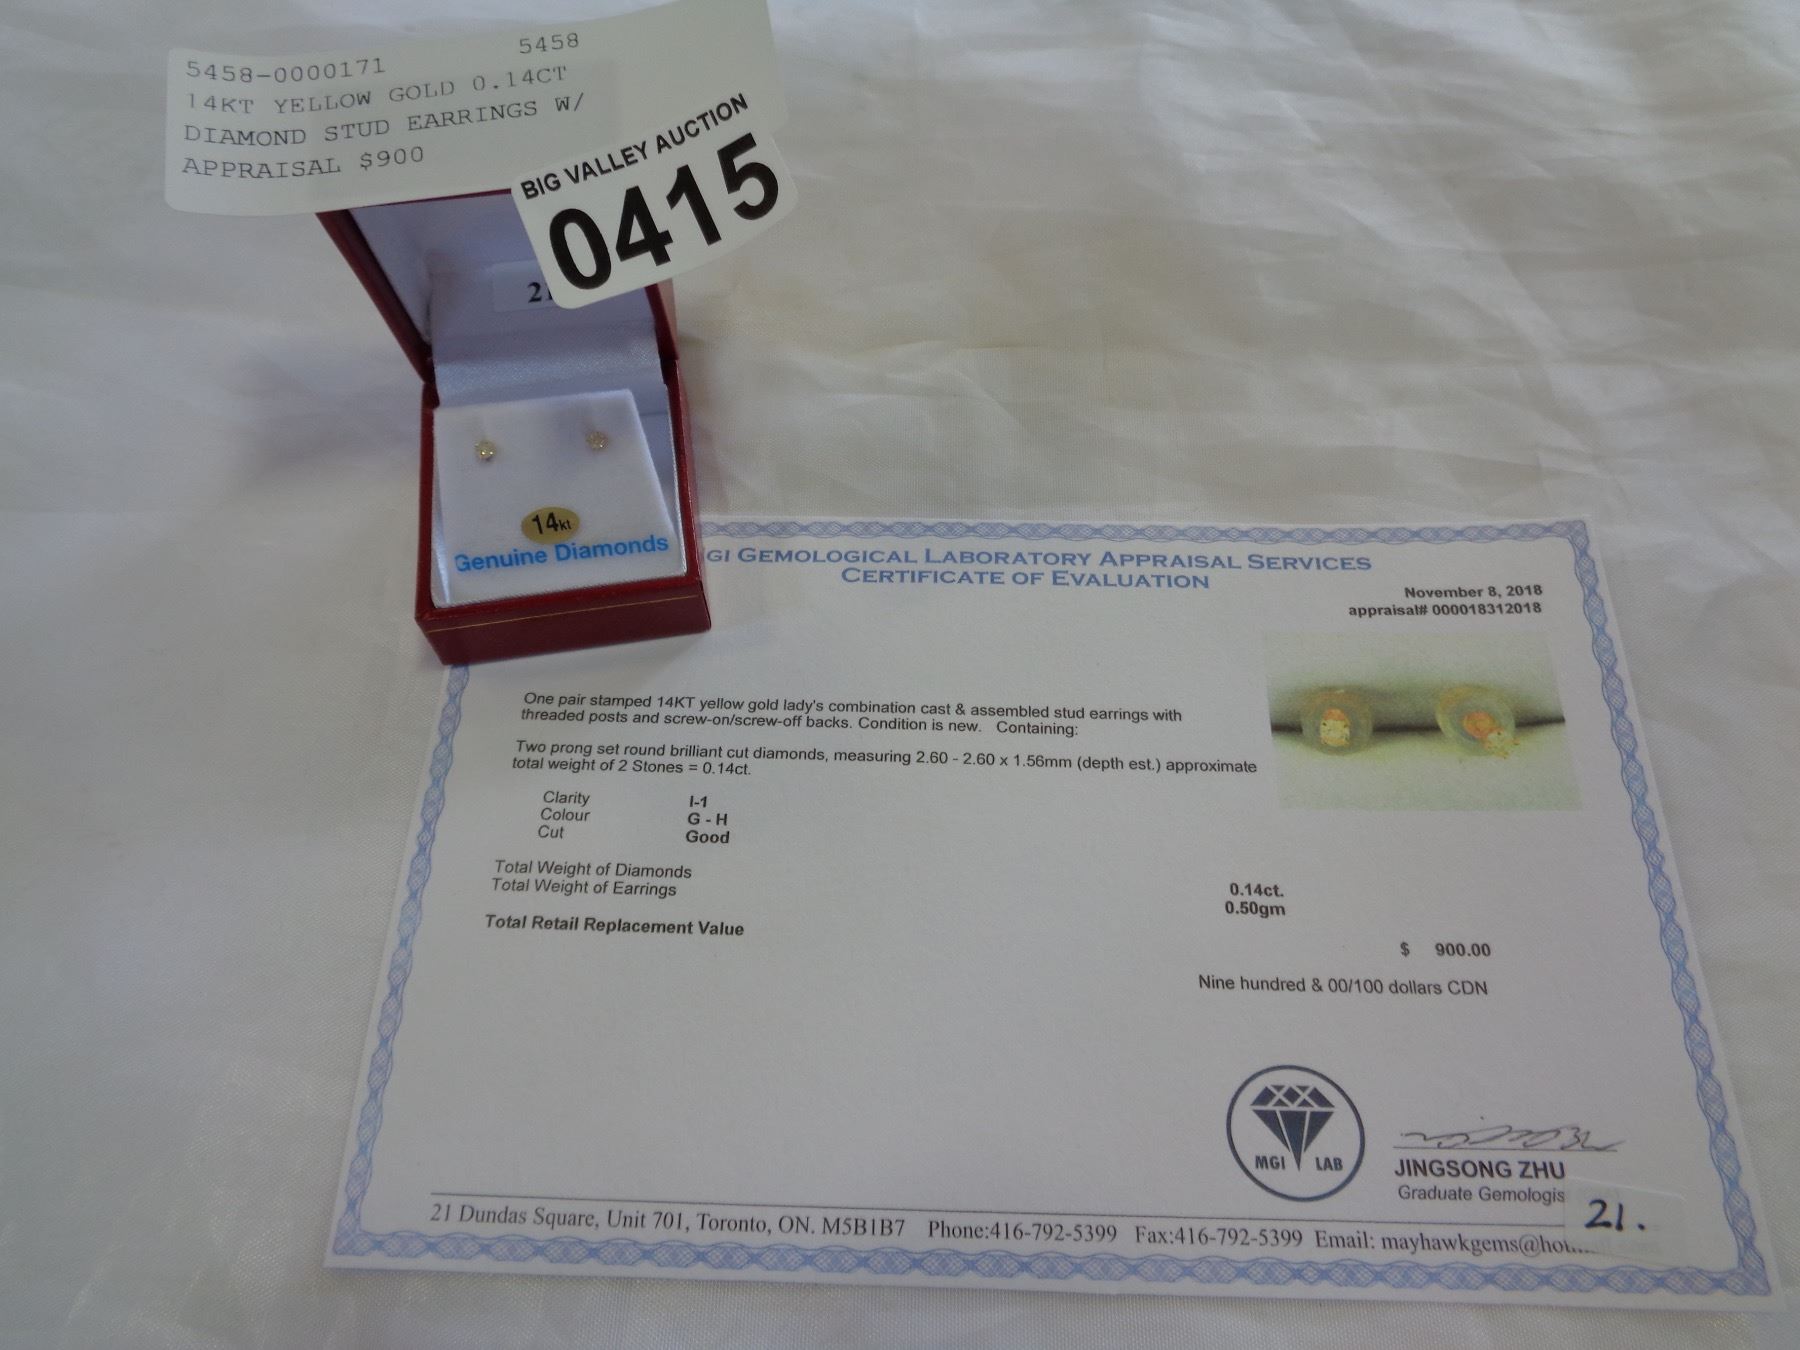 5458-0000171 5458
14KT YELLOW GOLD 0.14CT
DIAMOND STUD EARRINGS W/
APPRAISAL $900
BIG VALLEY AUCTION
0415
14kt
Genuine Diamonds
GEMOLOGICAL LABORATORY APPRAISAL SERVICES
CERTIFICATE OF EVALUATION
November 8, 2018
appraisal# 000018312018
One pair stamped 14KT yellow gold lady's combination cast & assembled stud earrings with
threaded posts and screw-on/screw-off backs. Condition is new. Containing:
Two prong set round brilliant cut diamonds, measuring 2.60 - 2.60 x 1.56mm (depth est.) approximate
total weight of 2 Stones = 0.14ct.
Clarity I-1
Colour G - H
Cut Good
Total Weight of Diamonds 0.14ct.
Total Weight of Earrings 0.50gm
Total Retail Replacement Value $ 900.00
Nine hundred & 00/100 dollars CDN
MGI LAB
JINGSONG ZHU
Graduate Gemologis
21.
21 Dundas Square, Unit 701, Toronto, ON. M5B1B7 Phone:416-792-5399 Fax:416-792-5399 Email: mayhawkgems@ho